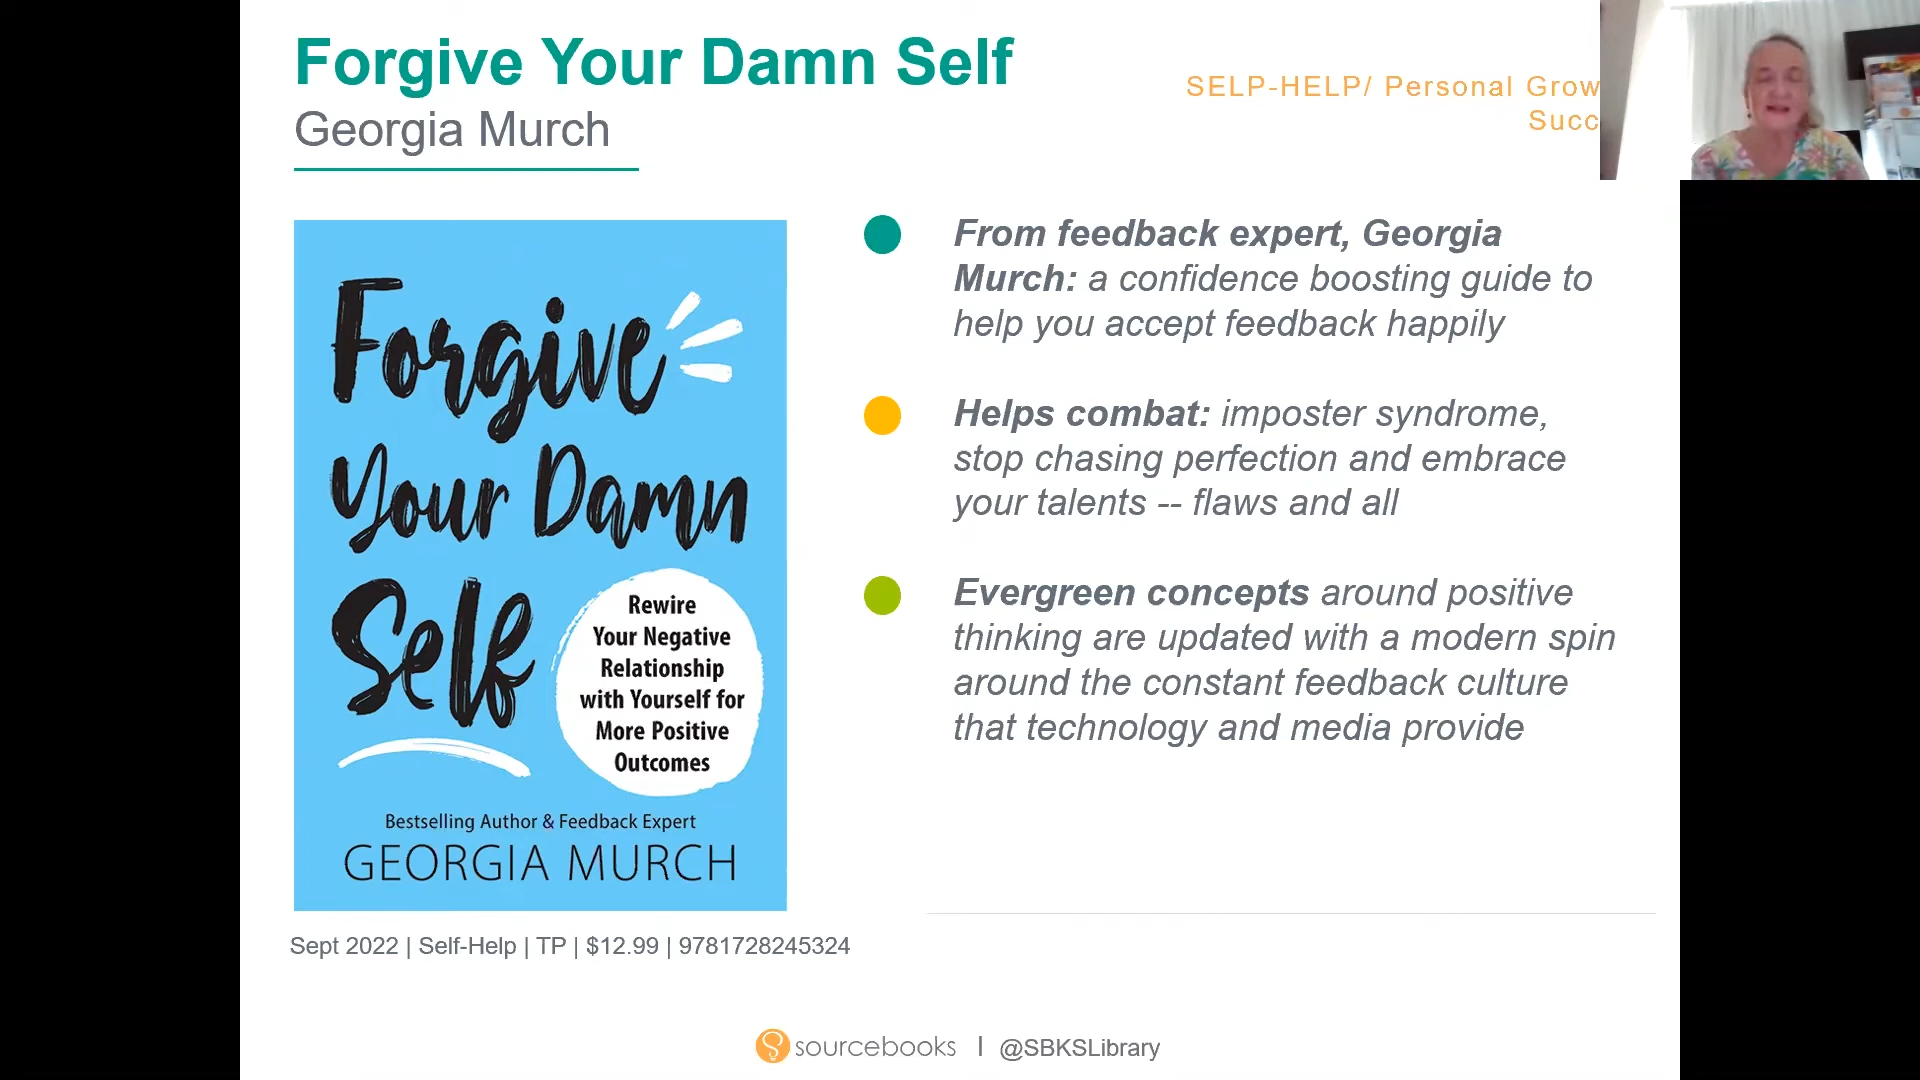 Forgive Your Damn Self
Georgia Murch
SELP-HELP/ Personal Grow
Succ
Forgive
Your Damn
Self
Rewire
Your Negative
Relationship
with Yourself for
More Positive
Outcomes
Bestselling Author & Feedback Expert
GEORGIA MURCH
From feedback expert, Georgia
Murch: a confidence boosting guide to
help you accept feedback happily
Helps combat: imposter syndrome,
stop chasing perfection and embrace
your talents -- flaws and all
Evergreen concepts around positive
thinking are updated with a modern spin
around the constant feedback culture
that technology and media provide
Sept 2022 | Self-Help | TP | $12.99 | 9781728245324
sourcebooks | @SBKSLibrary